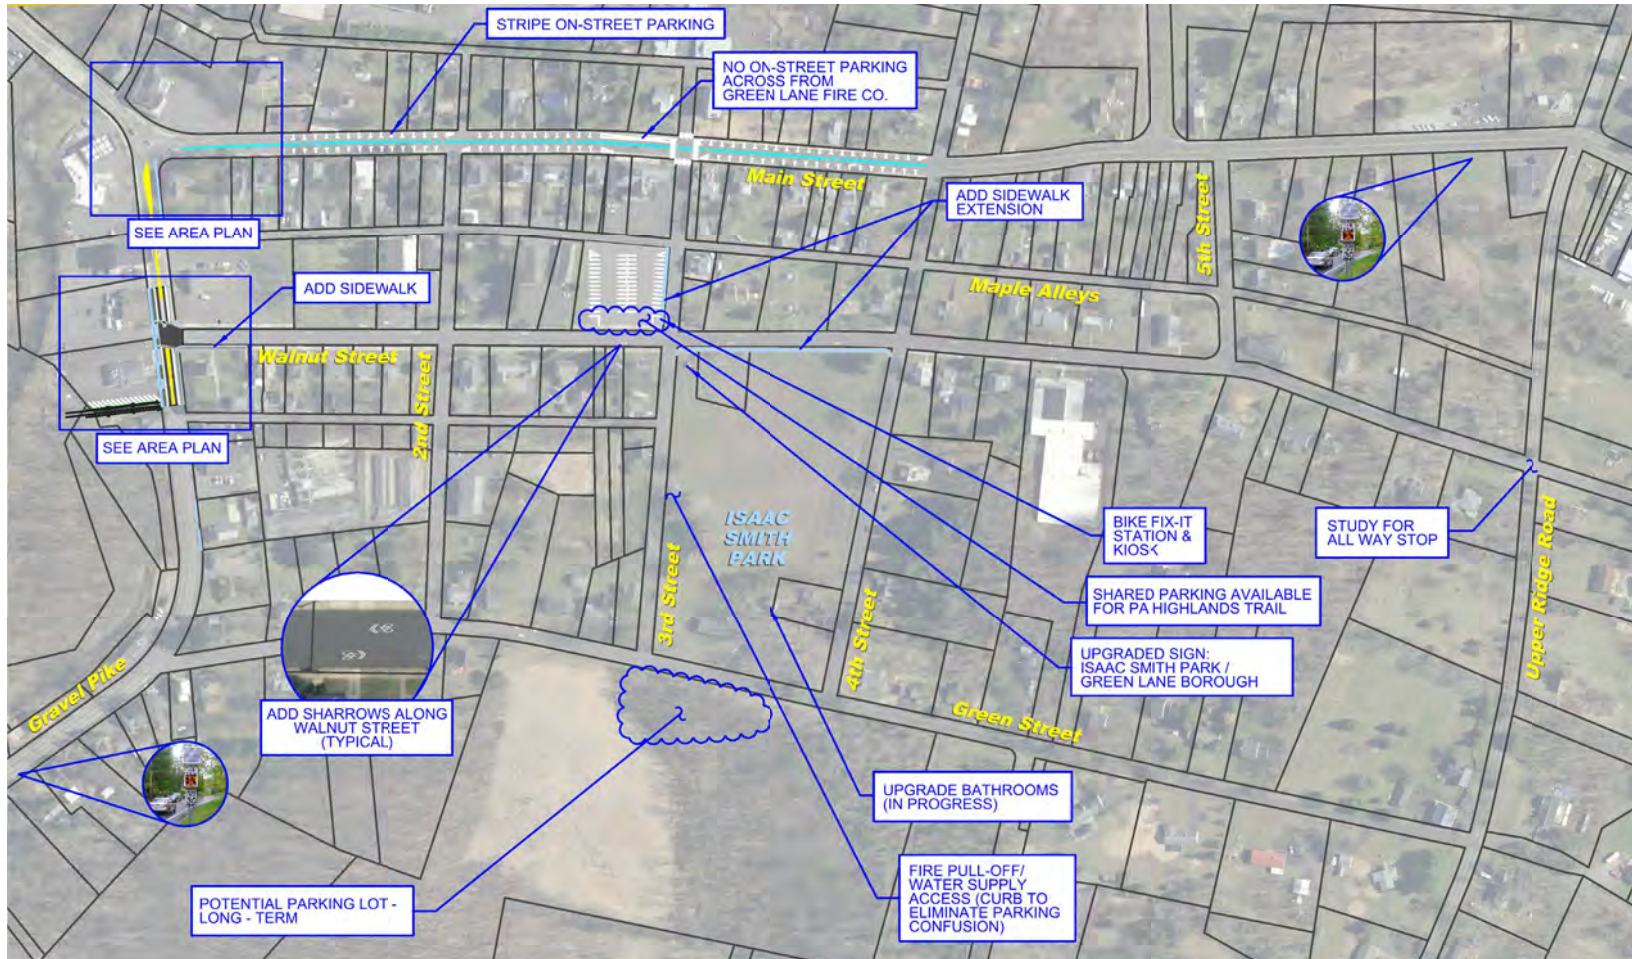 STRIPE ON-STREET PARKING
NO ON-STREET PARKING
ACROSS FROM
GREEN LANE FIRE CO.
Main Street
ADD SIDEWALK
EXTENSION
5th Street
SEE AREA PLAN
ADD SIDEWALK
Maple Alleys
Walnut Street
2nd Street
SEE AREA PLAN
ISAAC
SMITH
PARK
BIKE FIX-IT
STATION &
KIOSK
STUDY FOR
ALL WAY STOP
Upper Ridge Road
3rd Street
4th Street
SHARED PARKING AVAILABLE
FOR PA HIGHLANDS TRAIL
UPGRADED SIGN:
ISAAC SMITH PARK /
GREEN LANE BOROUGH
Gravel Pike
ADD SHARROWS ALONG
WALNUT STREET
(TYPICAL)
Green Street
UPGRADE BATHROOMS
(IN PROGRESS)
POTENTIAL PARKING LOT -
LONG - TERM
FIRE PULL-OFF/
WATER SUPPLY
ACCESS (CURB TO
ELIMINATE PARKING
CONFUSION)